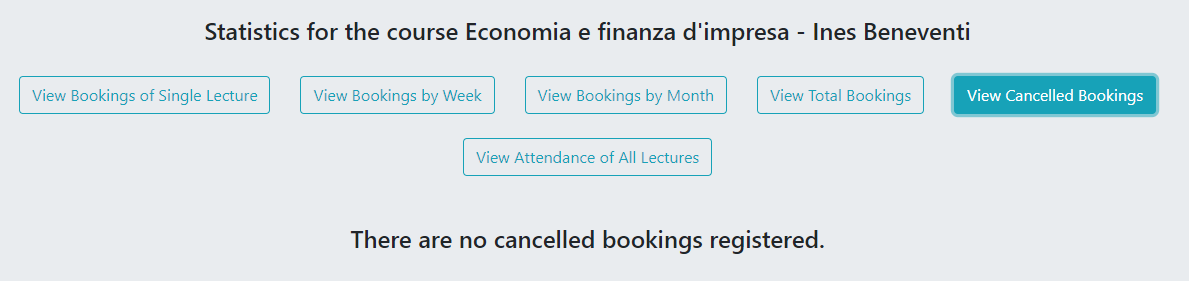 Statistics for the course Economia e finanza d'impresa - Ines Beneventi
View Bookings of Single Lecture View Bookings by Week View Bookings by Month View Total Bookings View Cancelled Bookings
View Attendance of All Lectures
There are no cancelled bookings registered.